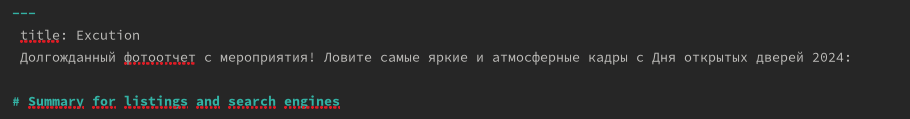 ---
title: Excution
Долгожданный фотоотчет с мероприятия! Ловите самые яркие и атмосферные кадры с Дня открытых дверей 2024:
# Summary for listings and search engines